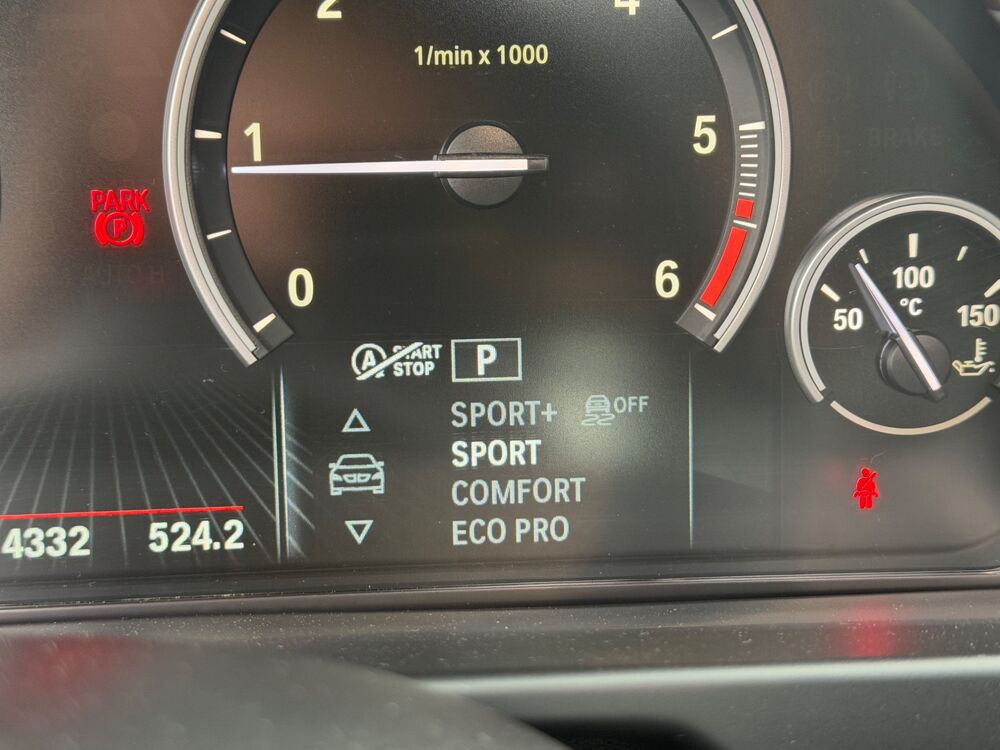 2
4
1/min x 1000
1
5
PARK
P
0
6
100
50
°C
150
A START
STOP
P
SPORT+
OFF
SPORT
COMFORT
ECO PRO
4332
524.2